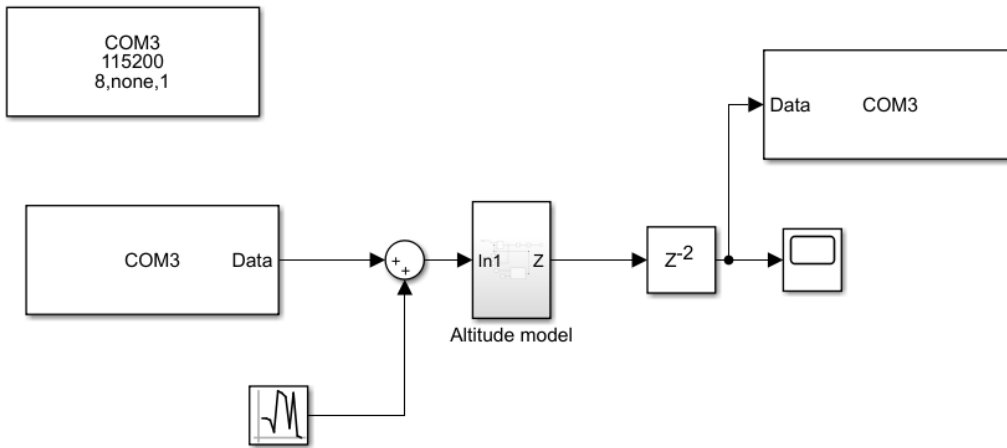 COM3
115200
8,none,1
Data COM3
COM3 Data
+
+
In1 Z
Z-2
Altitude model